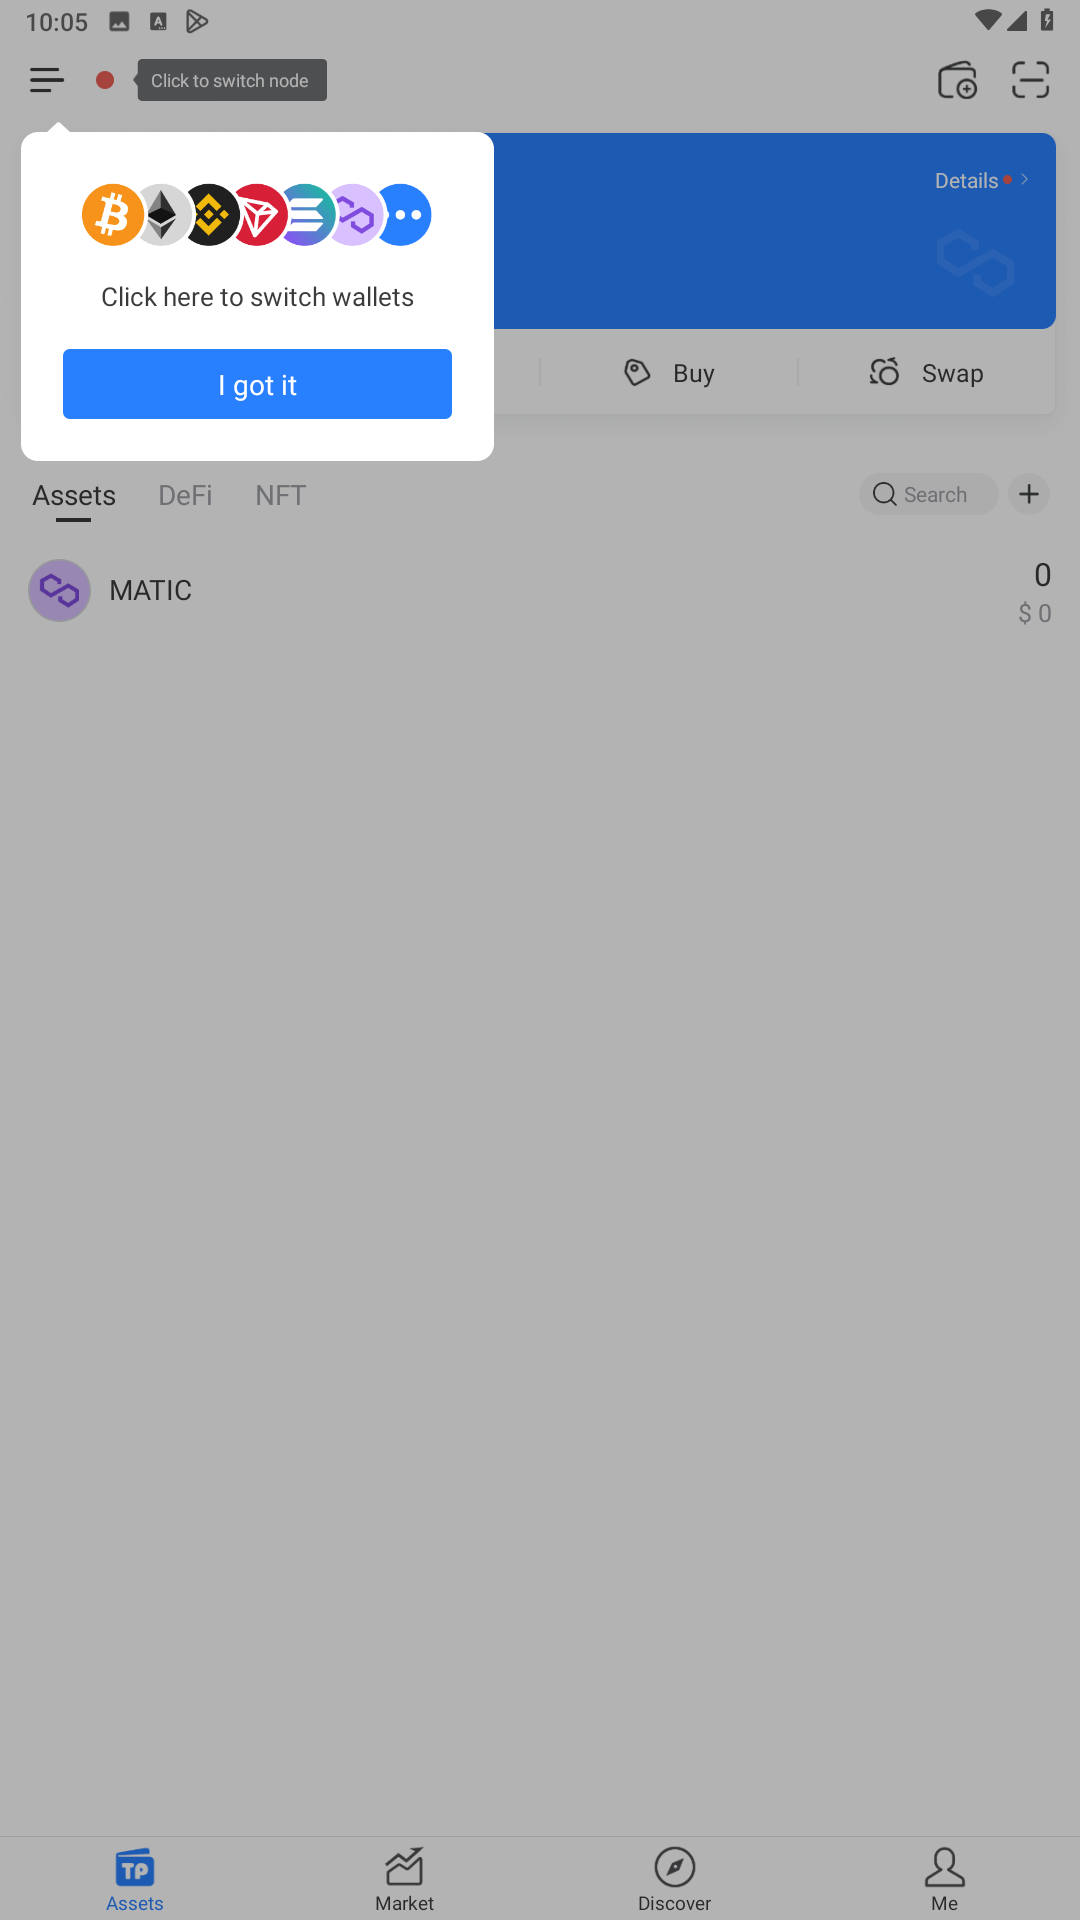 10:05
Click to switch node
Details
Click here to switch wallets
I got it
Buy
Swap
Assets
DeFi
NFT
Search
MATIC
0
$ 0
TP
Assets
Market
Discover
Me